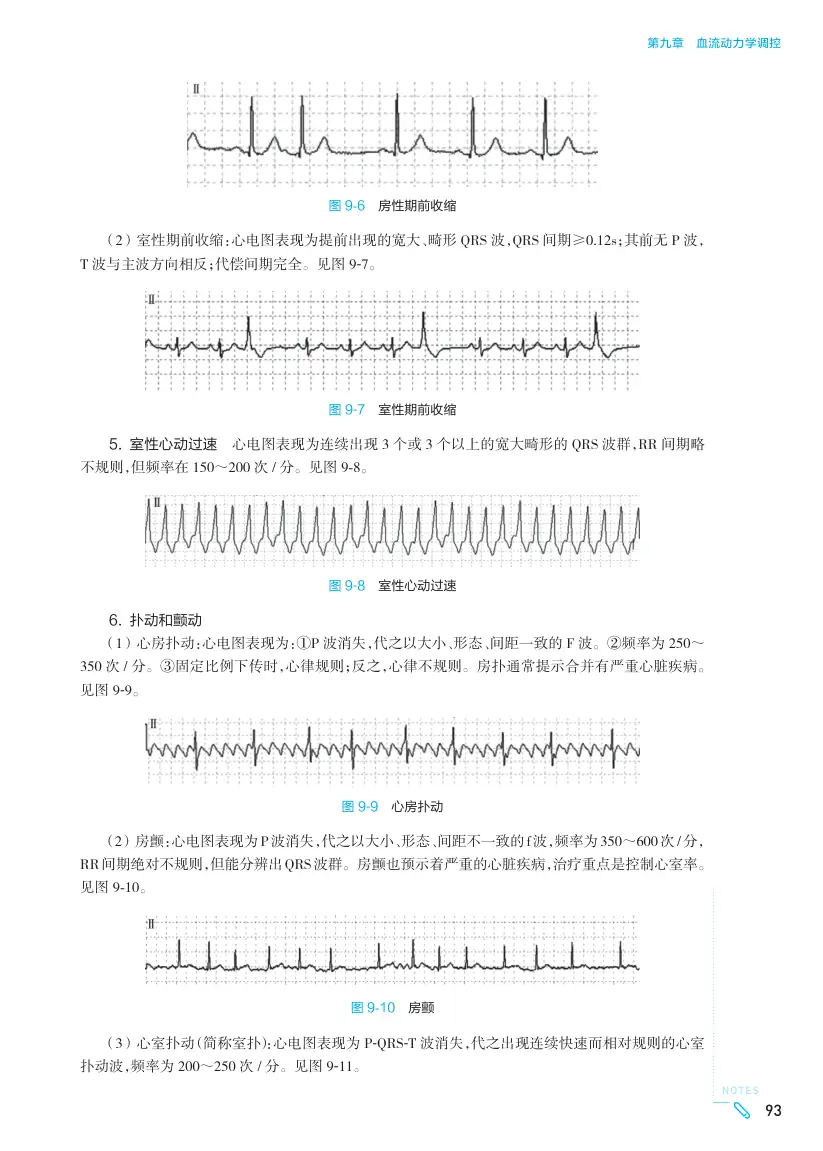 第九章 血流动力学调控
Ⅱ
图 9-6 房性期前收缩
（2）室性期前收缩：心电图表现为提前出现的宽大、畸形 QRS 波，QRS 间期≥0.12s；其前无 P 波，
T 波与主波方向相反；代偿间期完全。见图 9-7。
Ⅱ
图 9-7 室性期前收缩
5. 室性心动过速 心电图表现为连续出现 3 个或 3 个以上的宽大畸形的 QRS 波群，RR 间期略
不规则，但频率在 150～200 次 / 分。见图 9-8。
Ⅱ
图 9-8 室性心动过速
6. 扑动和颤动
（1）心房扑动：心电图表现为：①P 波消失，代之以大小、形态、间距一致的 F 波。②频率为 250～
350 次 / 分。③固定比例下传时，心律规则；反之，心律不规则。房扑通常提示合并有严重心脏疾病。
见图 9-9。
Ⅱ
图 9-9 心房扑动
（2）房颤：心电图表现为P波消失，代之以大小、形态、间距不一致的f波，频率为350～600次/分，
RR间期绝对不规则，但能分辨出QRS波群。房颤也预示着严重的心脏疾病，治疗重点是控制心室率。
见图 9-10。
Ⅱ
图 9-10 房颤
（3）心室扑动（简称室扑）：心电图表现为 P-QRS-T 波消失，代之出现连续快速而相对规则的心室
扑动波，频率为 200～250 次 / 分。见图 9-11。
NOTES
93